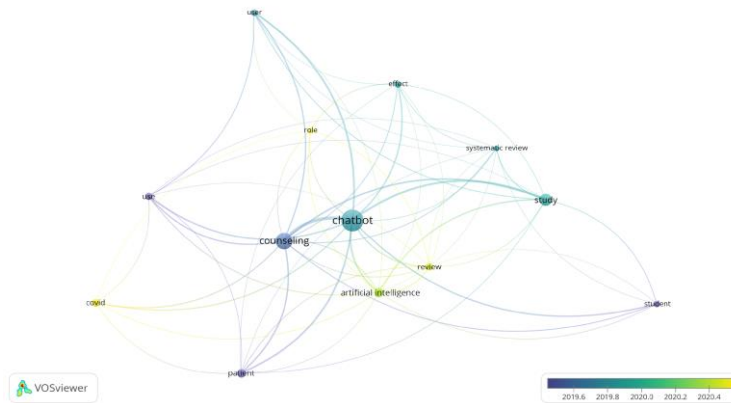 user
effect
role
systematic review
use
study
chatbot
counseling
review
artificial intelligence
covid
student
patient
VOSviewer
2019.6 2019.8 2020.0 2020.2 2020.4